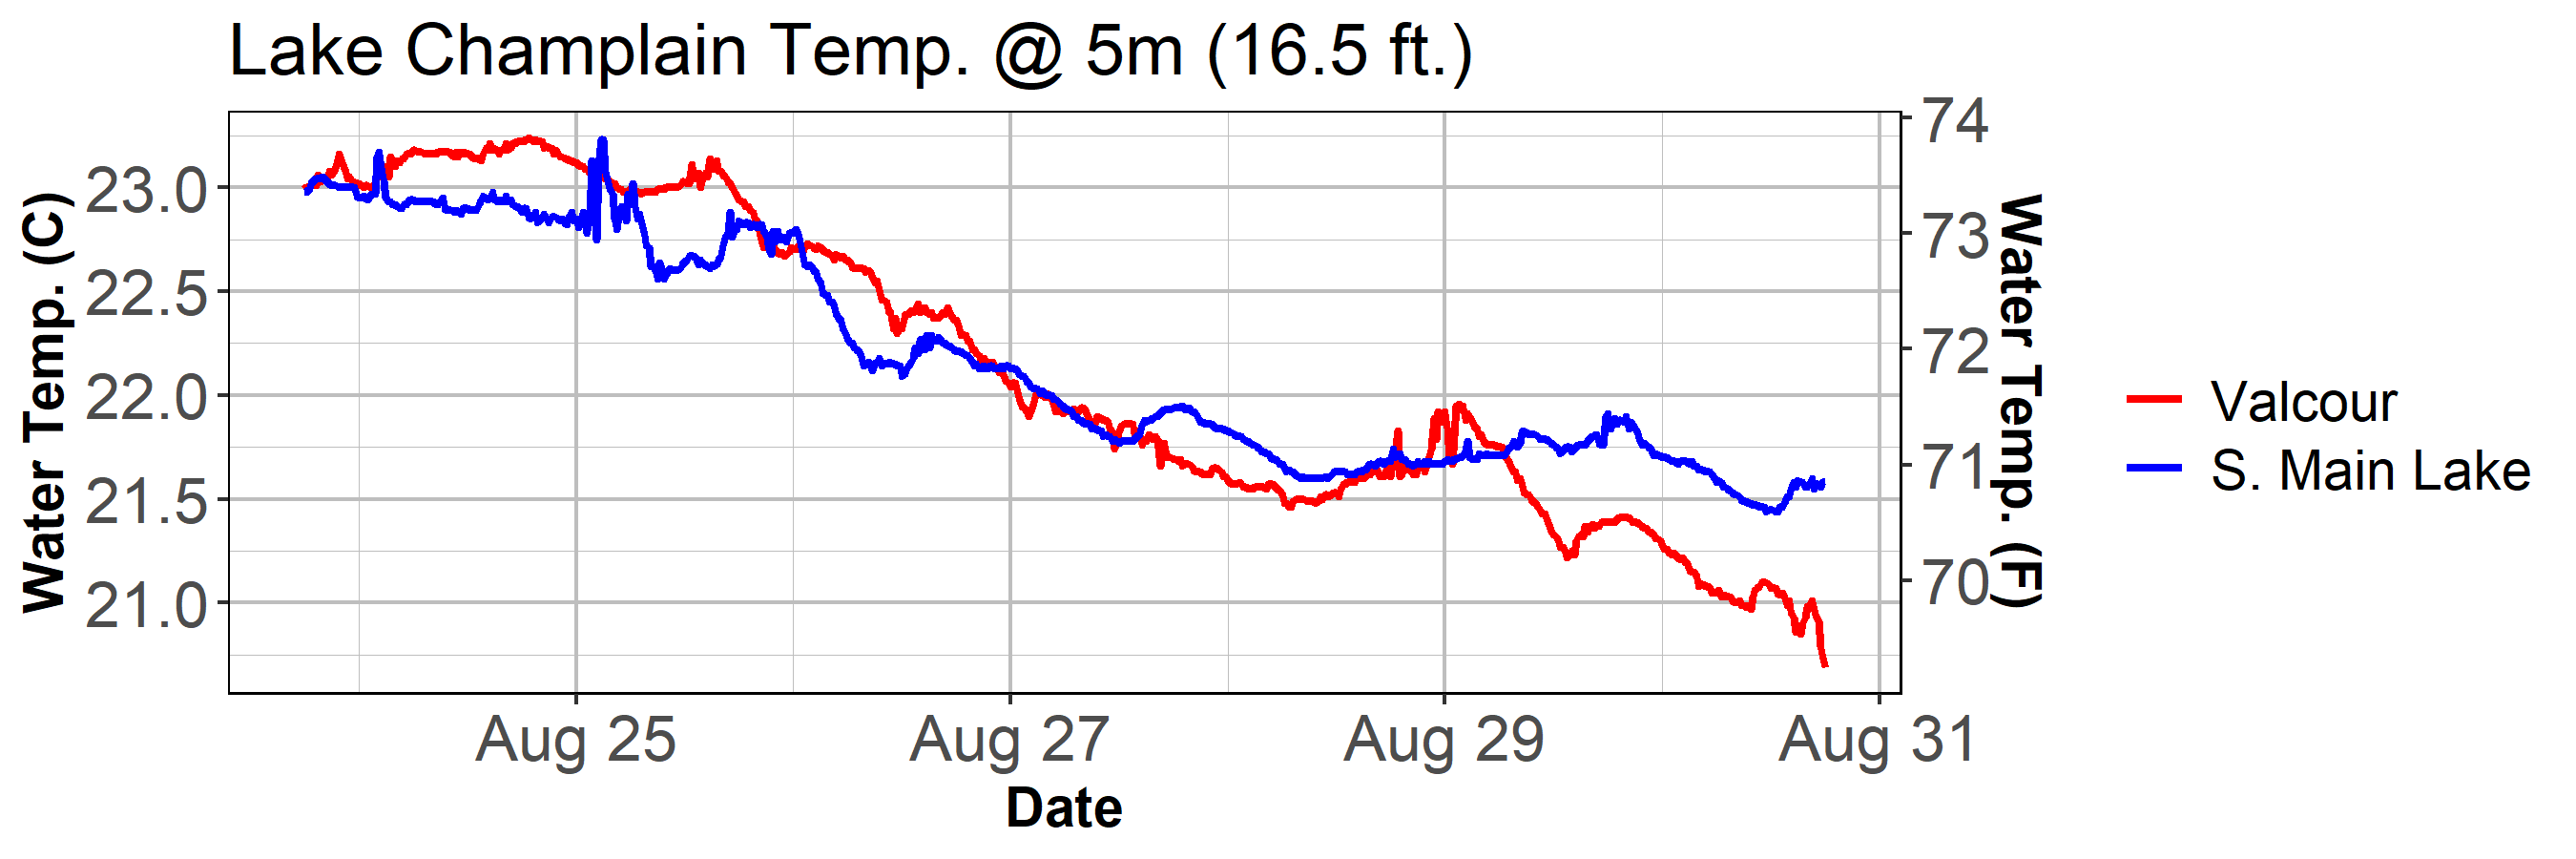 Lake Champlain Temp. @ 5m (16.5 ft.)
Water Temp. (C)
23.0
22.5
22.0
21.5
21.0
74
73
72
71
70
Water Temp. (F)
Aug 25
Aug 27
Aug 29
Aug 31
Date
Valcour
S. Main Lake